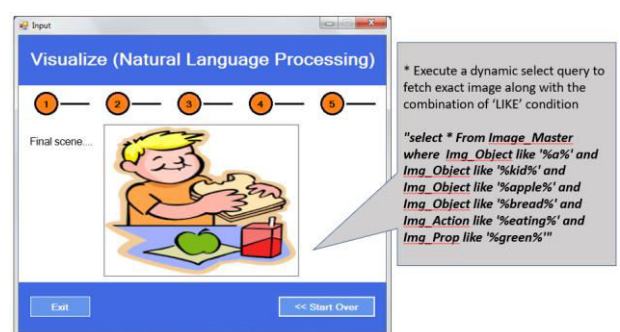 Input
Visualize (Natural Language Processing)
1
2
3
4
5
Final scene....
Exit
<< Start Over
* Execute a dynamic select query to
fetch exact image along with the
combination of 'LIKE' condition
"select * From Image_Master
where Img_Object like '%a%' and
Img_Object like '%kid%' and
Img_Object like '%apple%' and
Img_Object like '%bread%' and
Img_Action like '%eating%' and
Img_Prop like '%green%'"